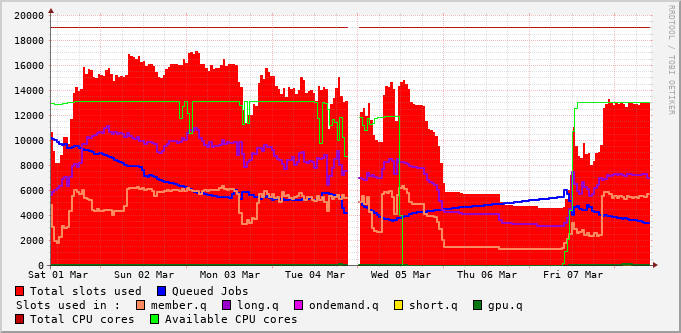 20000
18000
16000
14000
12000
10000
8000
6000
4000
2000
0
Sat 01 Mar Sun 02 Mar Mon 03 Mar Tue 04 Mar Wed 05 Mar Thu 06 Mar Fri 07 Mar
RRDTOOL / TOBI OETIKER
Total slots used Queued Jobs
Slots used in : member.q long.q ondemand.q short.q gpu.q
Total CPU cores Available CPU cores